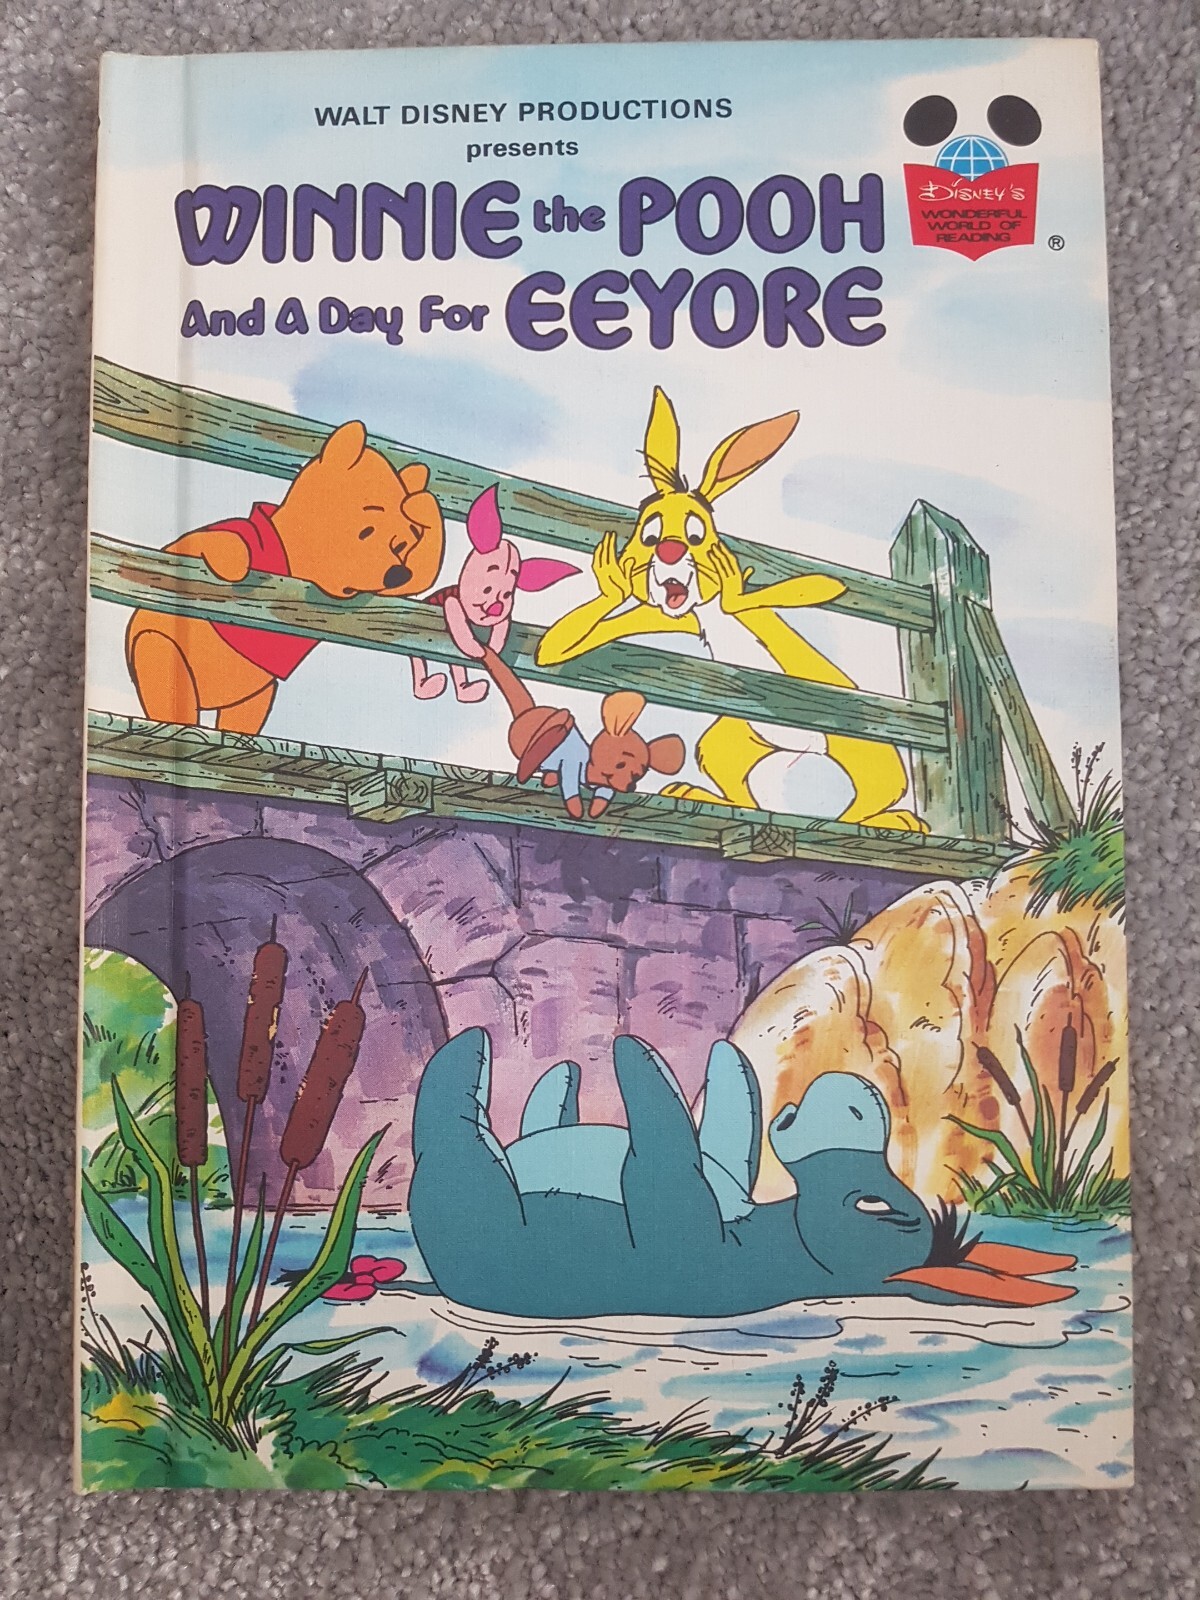 WALT DISNEY PRODUCTIONS
presents
WINNIE the POOH
And A Day For EEYORE
DISNEY'S
WONDERFUL
WORLD OF
READING
®